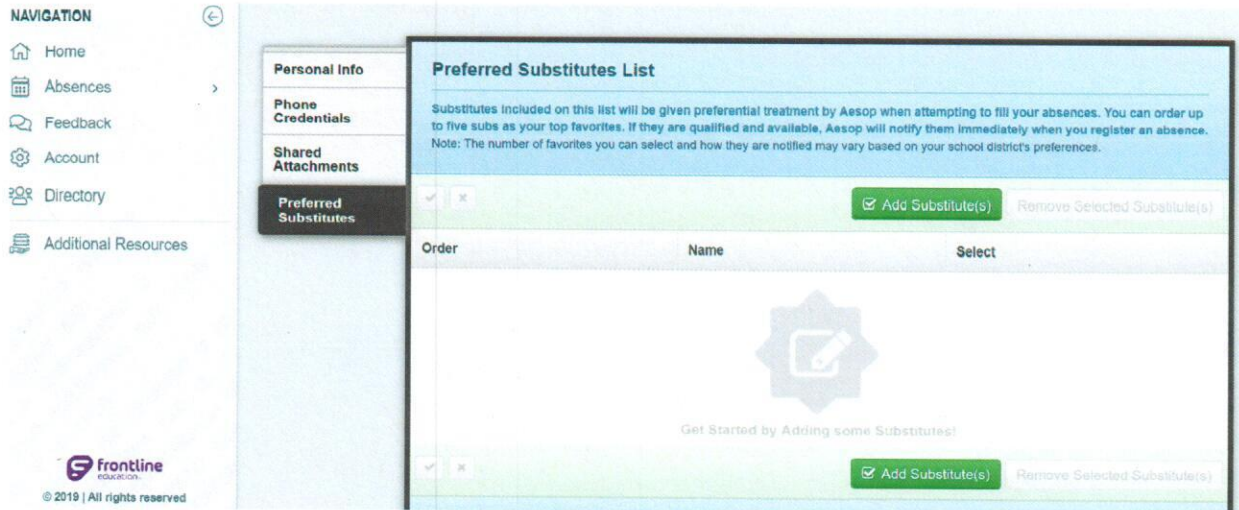 NAVIGATION
Home
Absences
Feedback
Account
Directory
Additional Resources
frontline
education
© 2019 | All rights reserved
Personal Info
Phone
Credentials
Shared
Attachments
Preferred
Substitutes
Preferred Substitutes List
Substitutes included on this list will be given preferential treatment by Aesop when attempting to fill your absences. You can order up
to five subs as your top favorites. If they are qualified and available, Aesop will notify them immediately when you register an absence.
Note: The number of favorites you can select and how they are notified may vary based on your school district's preferences.
Add Substitute(s) Remove Selected Substitute(s)
Order Name Select
Get Started by Adding some Substitutes!
Add Substitute(s) Remove Selected Substitute(s)